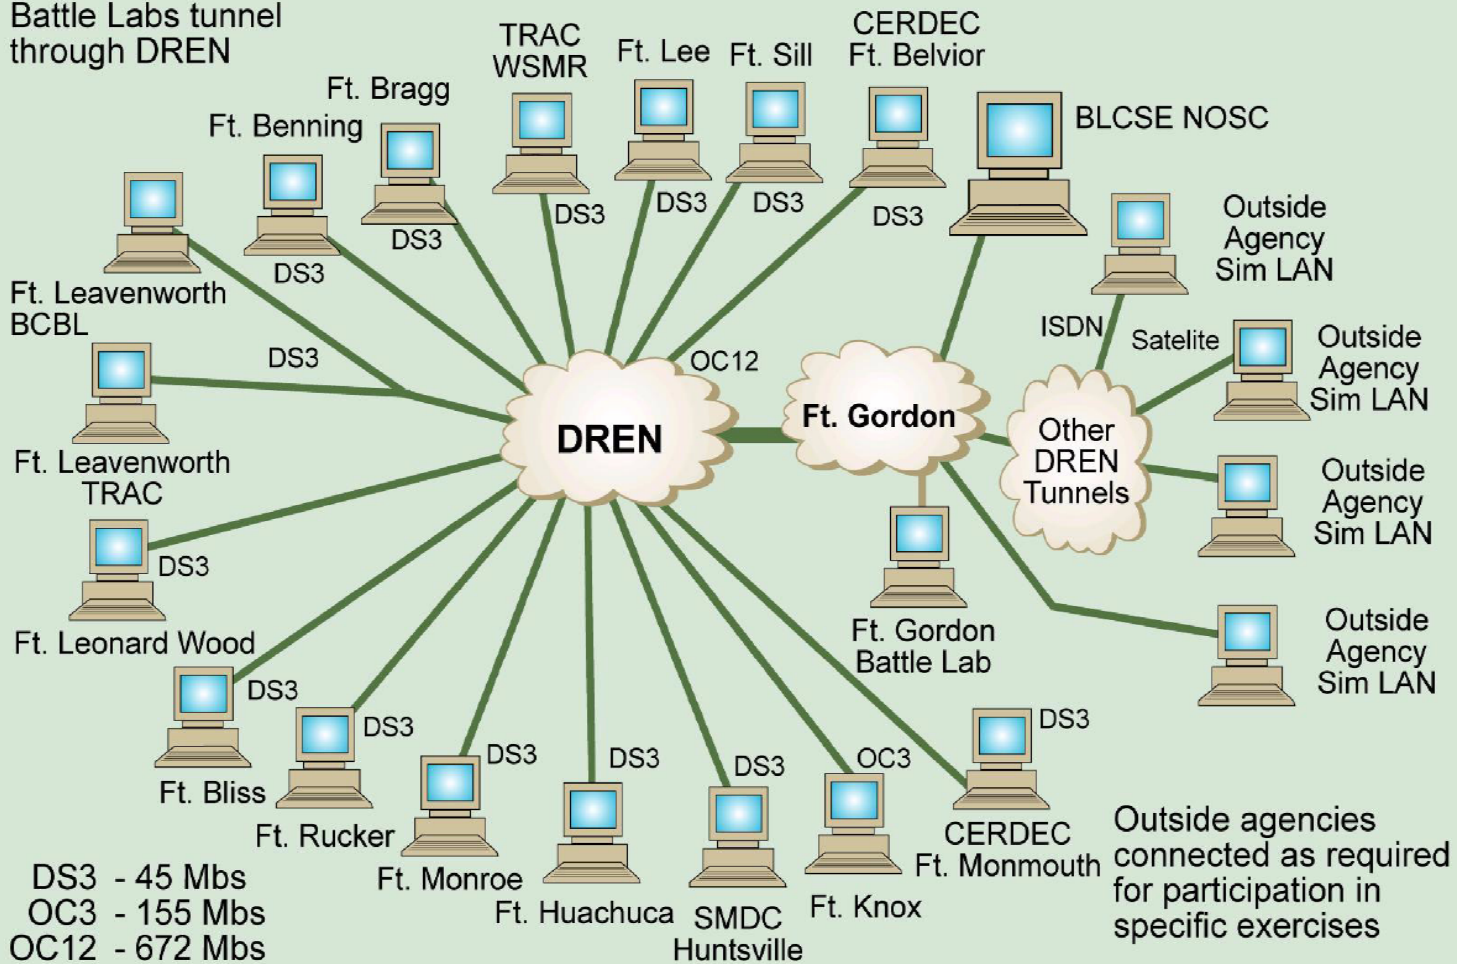 Battle Labs tunnel
through DREN
TRAC
WSMR
Ft. Lee
Ft. Sill
CERDEC
Ft. Belvior
Ft. Bragg
Ft. Benning
BLCSE NOSC
DS3
DS3
DS3
DS3
DS3
DS3
DS3
Outside
Agency
Sim LAN
Ft. Leavenworth
BCBL
ISDN
Satelite
Outside
Agency
Sim LAN
OC12
Ft. Gordon
DREN
Other
DREN
Tunnels
Ft. Leavenworth
TRAC
Outside
Agency
Sim LAN
DS3
Ft. Leonard Wood
Ft. Gordon
Battle Lab
Outside
Agency
Sim LAN
DS3
DS3
DS3
DS3
DS3
OC3
DS3
Ft. Bliss
Ft. Rucker
Ft. Monroe
Ft. Huachuca
SMDC
Huntsville
Ft. Knox
CERDEC
Ft. Monmouth
DS3 - 45 Mbs
OC3 - 155 Mbs
OC12 - 672 Mbs
Outside agencies
connected as required
for participation in
specific exercises